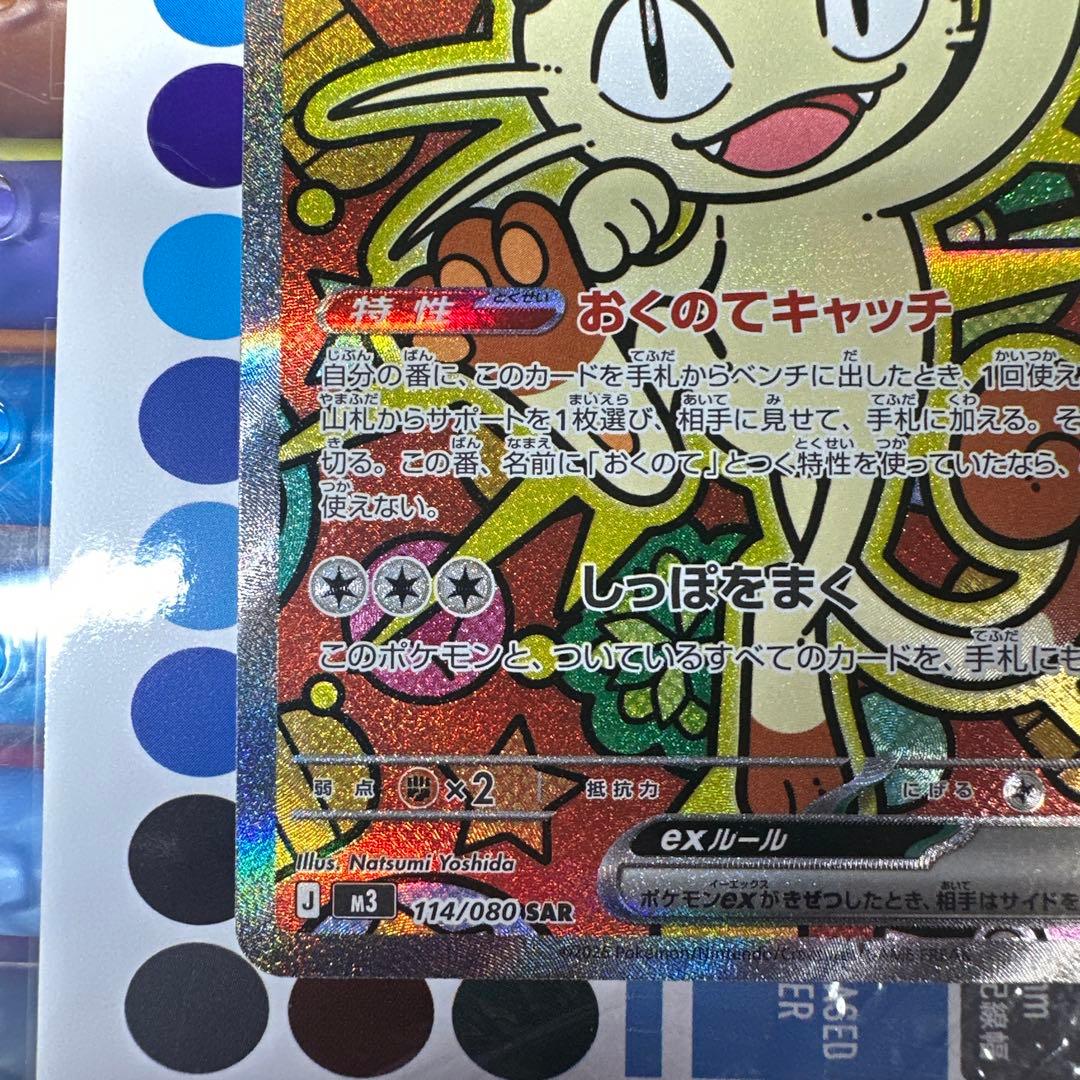 特性 とくせい おくのてキャッチ
じぶん ばん てふだ だ かいつか
自分の番に、このカードを手札からベンチに出したとき、1回使え
やまふだ まいえら あいて み てふだ くわ
山札からサポートを1枚選び、相手に見せて、手札に加える。そ
き ばん なまえ とくせい つか
切る。この番、名前に「おくのて」とつく特性を使っていたなら、
つか
使えない。
しっぽをまく
てふだ
このポケモンと、ついているすべてのカードを、手札にも
弱点 ×2 抵抗力 にげる
exルール
イーエックス あいて
ポケモンexがきぜつしたとき、相手はサイドを
Illus. Natsumi Yoshida
J M3 114/080 SAR
©2026 Pokémon/Nintendo/Cr
ASED
ER
mm